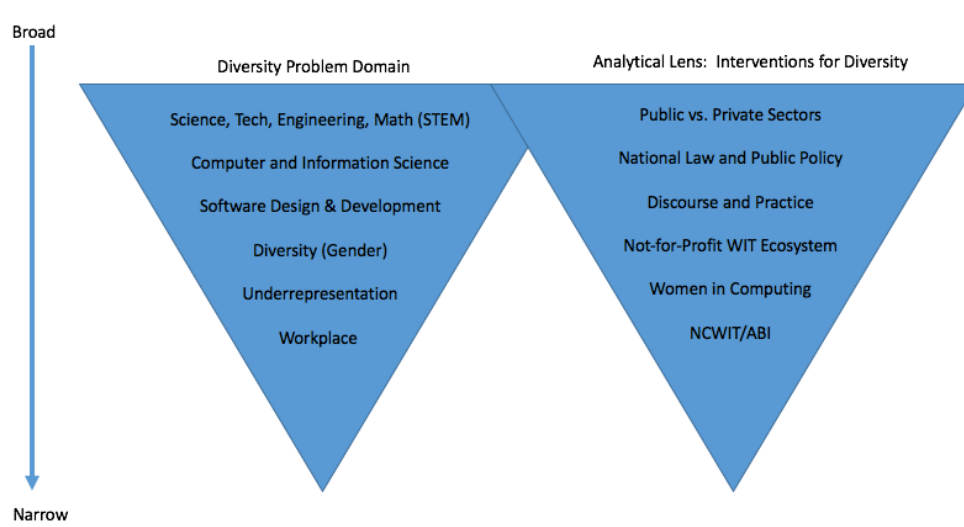 Broad
Diversity Problem Domain
Science, Tech, Engineering, Math (STEM)
Computer and Information Science
Software Design & Development
Diversity (Gender)
Underrepresentation
Workplace
Analytical Lens: Interventions for Diversity
Public vs. Private Sectors
National Law and Public Policy
Discourse and Practice
Not-for-Profit WIT Ecosystem
Women in Computing
NCWIT/ABI
Narrow